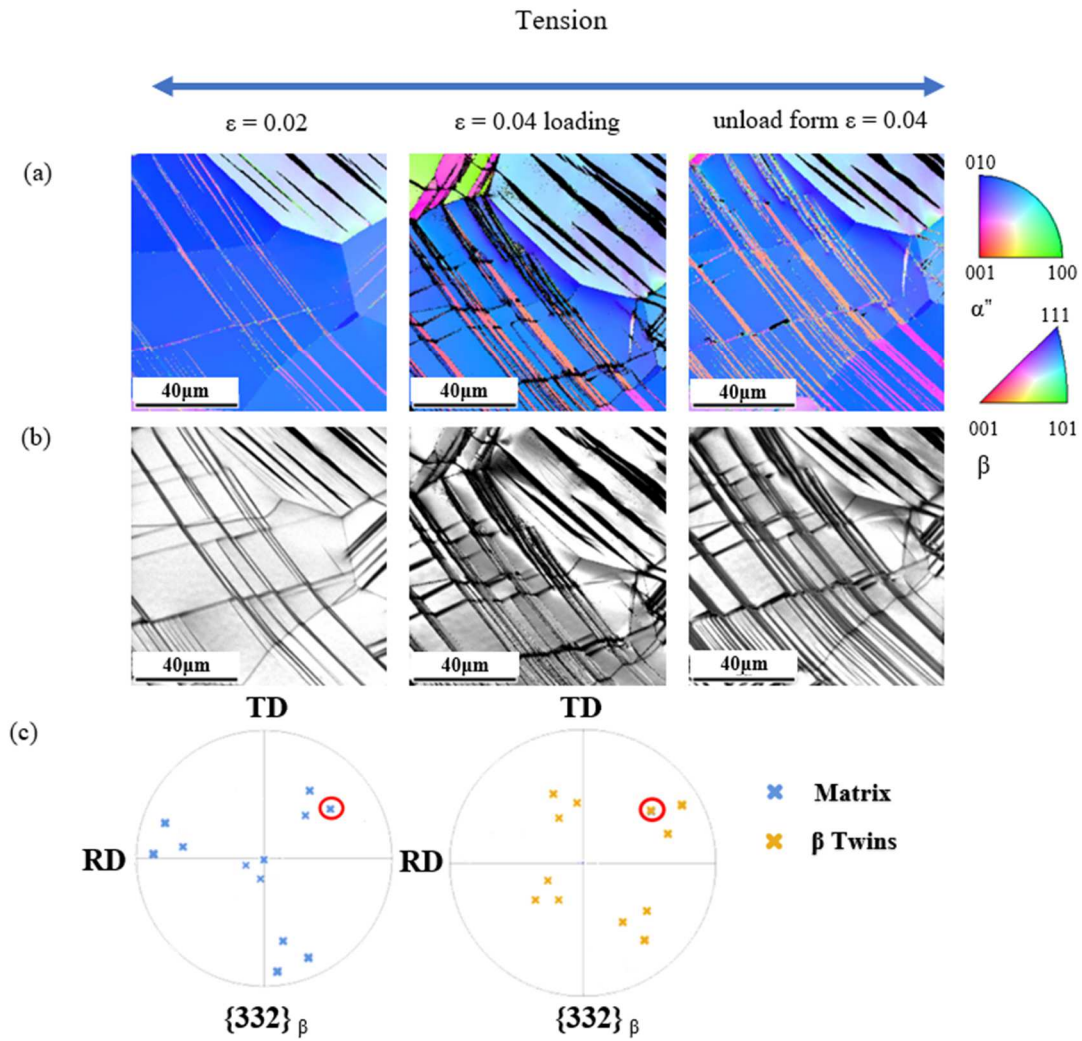 Tension
ε = 0.02
ε = 0.04 loading
unload form ε = 0.04
(a)
010
001
100
α"
111
001
101
β
40μm
40μm
40μm
(b)
40μm
40μm
40μm
(c)
TD
TD
RD
RD
Matrix
β Twins
{332} β
{332} β